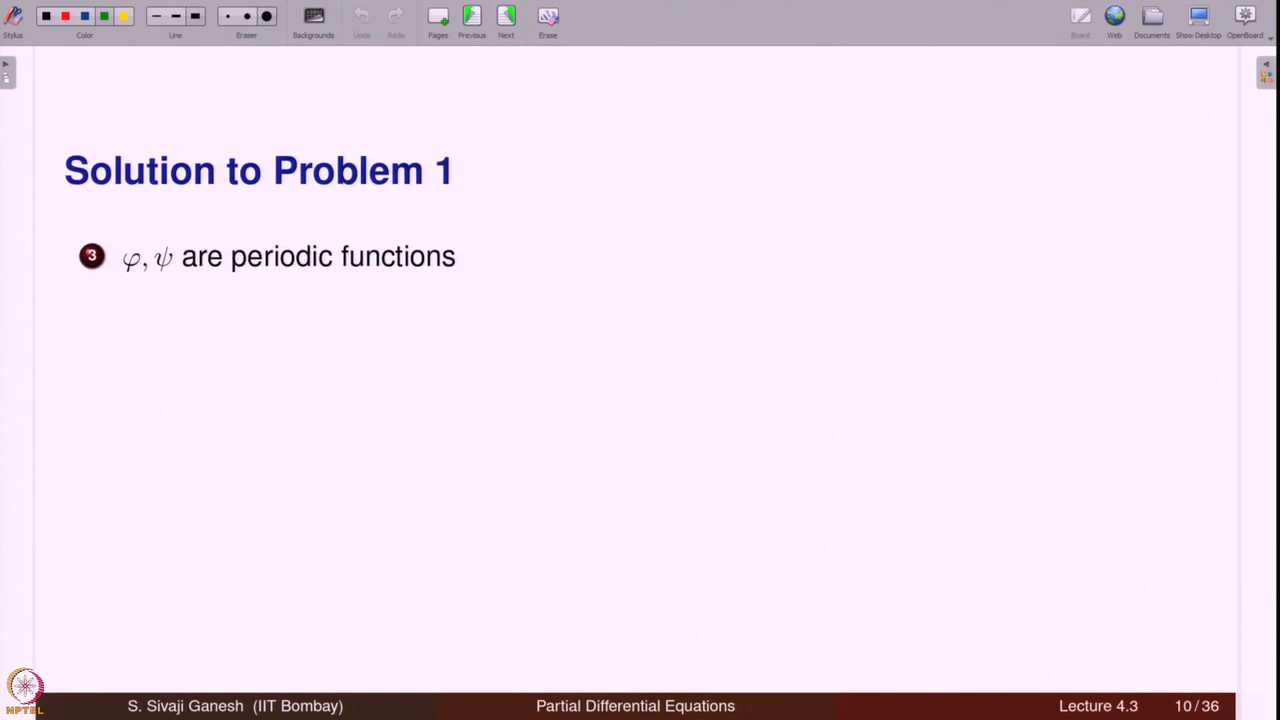 Stylus Color Line Eraser Backgrounds Undo Redo Pages Previous Next Erase Board Web Documents Show Desktop OpenBoard
Solution to Problem 1
3 φ, ψ are periodic functions
NPTEL
S. Sivaji Ganesh (IIT Bombay) Partial Differential Equations Lecture 4.3 10 / 36